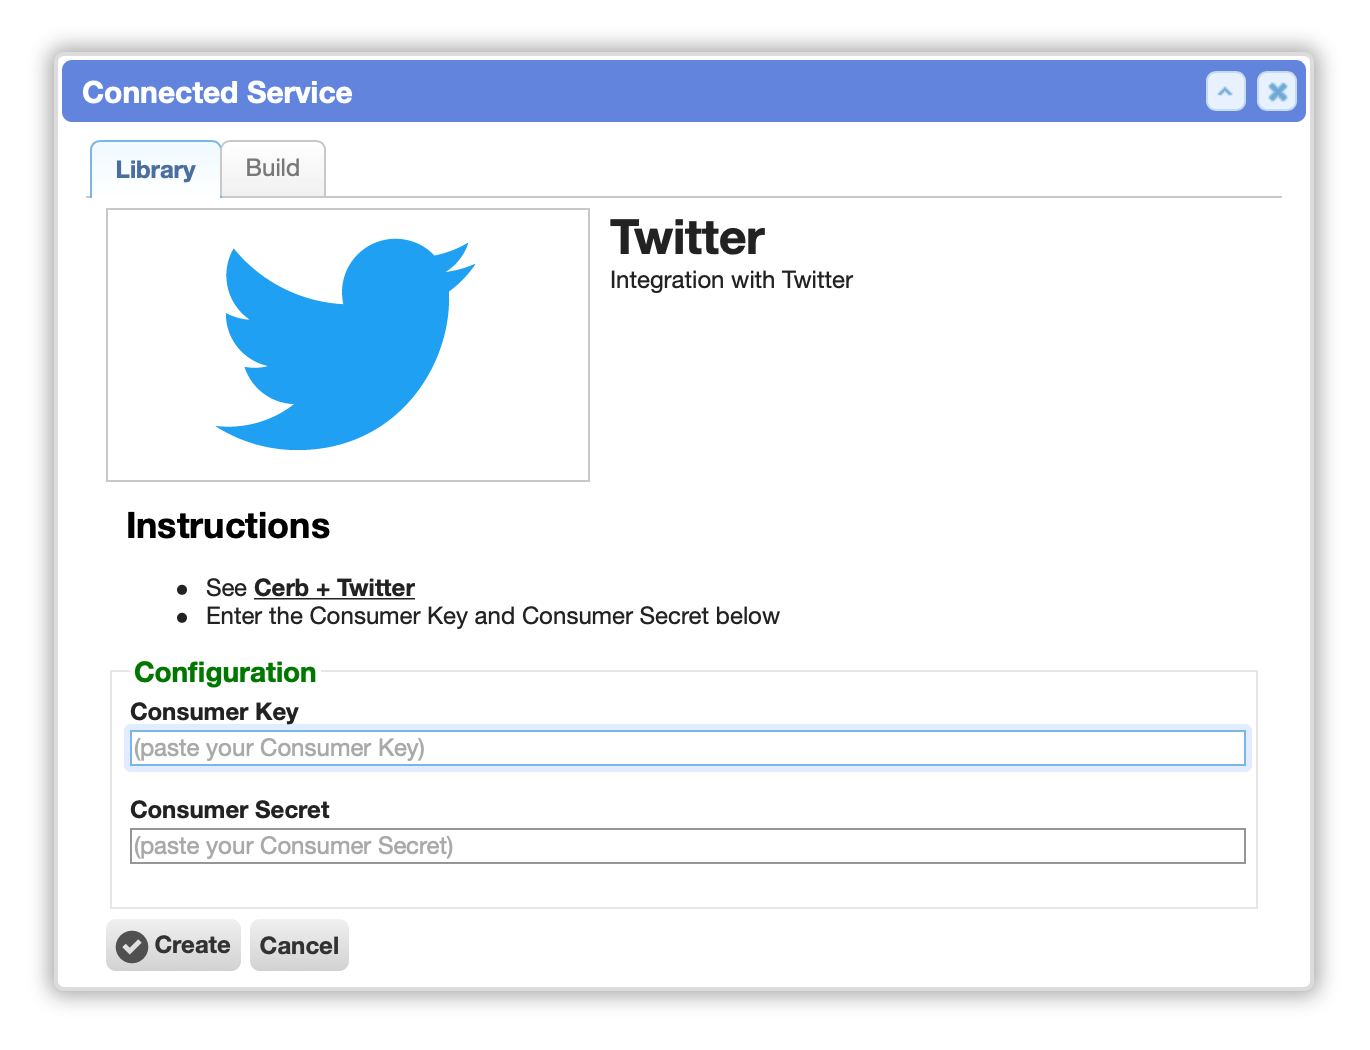 Connected Service
Library
Build
Twitter
Integration with Twitter
Instructions
See Cerb + Twitter
Enter the Consumer Key and Consumer Secret below
Configuration
Consumer Key
(paste your Consumer Key)
Consumer Secret
(paste your Consumer Secret)
Create
Cancel